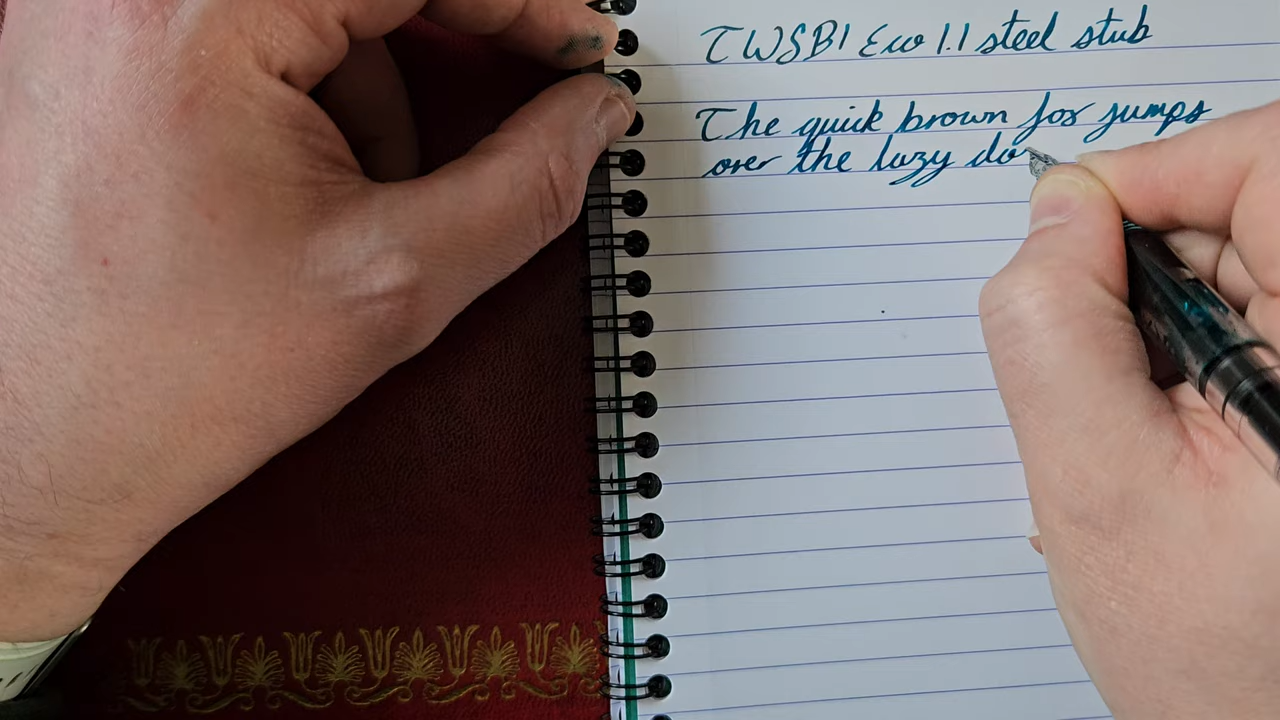 TWSBI Eco 1.1 steel stub
The quick brown fox jumps
over the lazy do